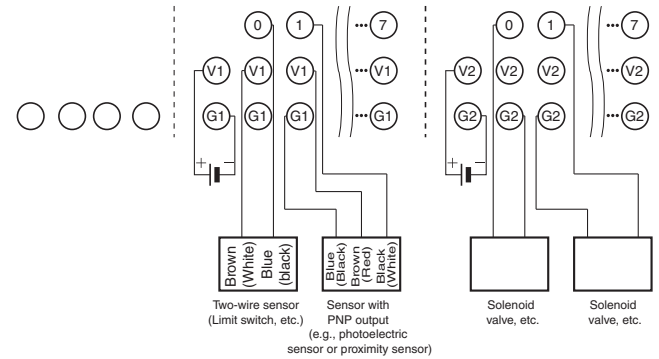 0 1 ••• 7 0 1 ••• 7
V1 V1 V1 ••• V1 V2 V2 V2 ••• V2
G1 G1 G1 ••• G1 G2 G2 G2 ••• G2
+ − + −
Brown
(White)
Blue
(black)
Blue
(Black)
Brown
(Red)
Black
(White)
Two-wire sensor
(Limit switch, etc.)
Sensor with
PNP output
(e.g., photoelectric
sensor or proximity sensor)
Solenoid
valve, etc.
Solenoid
valve, etc.